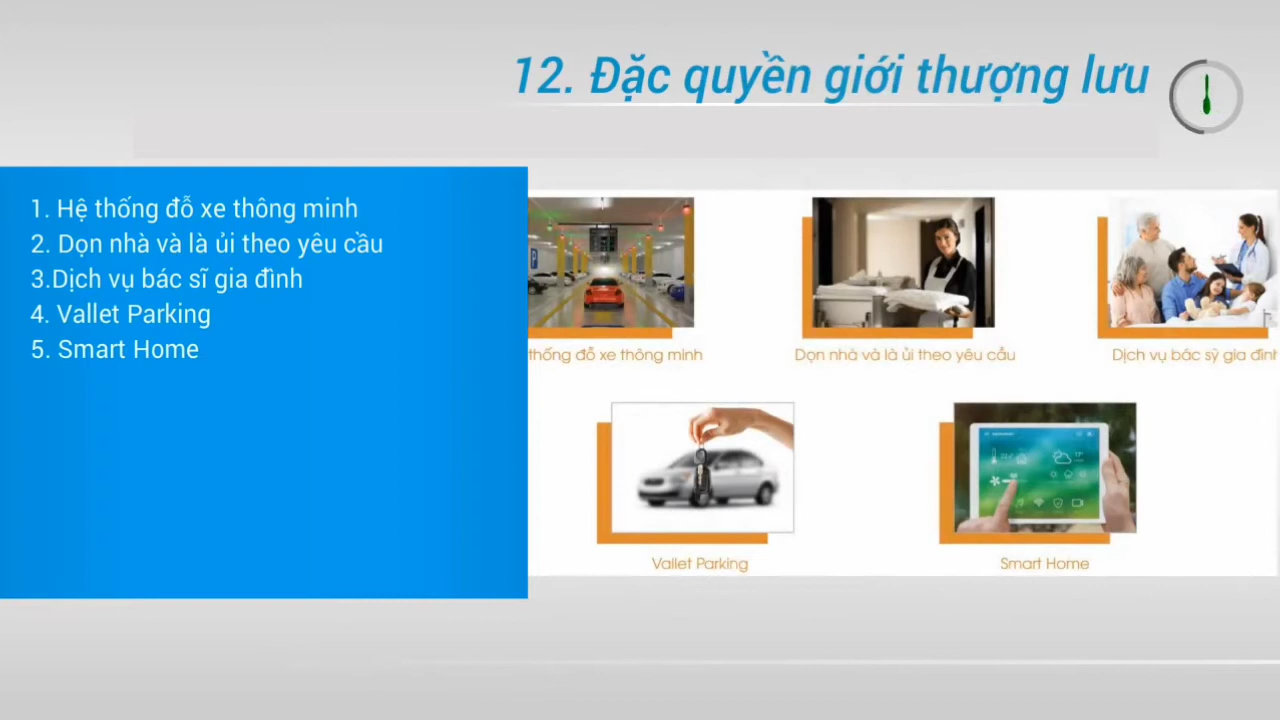 12. Đặc quyền giới thượng lưu
1. Hệ thống đỗ xe thông minh
2. Dọn nhà và là ủi theo yêu cầu
3.Dịch vụ bác sĩ gia đình
4. Vallet Parking
5. Smart Home
thống đỗ xe thông minh
Dọn nhà và là ủi theo yêu cầu
Dịch vụ bác sỹ gia đình
Vallet Parking
Smart Home